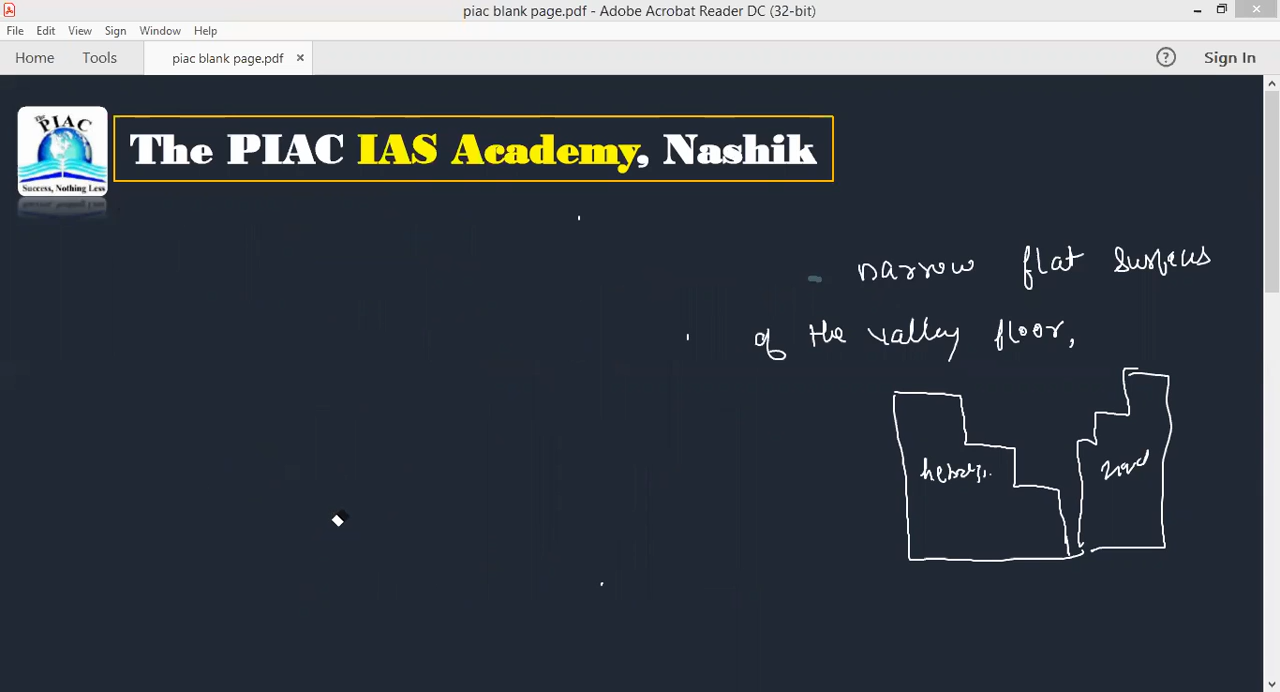 piac blank page.pdf - Adobe Acrobat Reader DC (32-bit)
File Edit View Sign Window Help
Home Tools piac blank page.pdf × ? Sign In
The PIAC
Success, Nothing Less
The PIAC IAS Academy, Nashik
- narrow flat surfaces
of the valley floor,